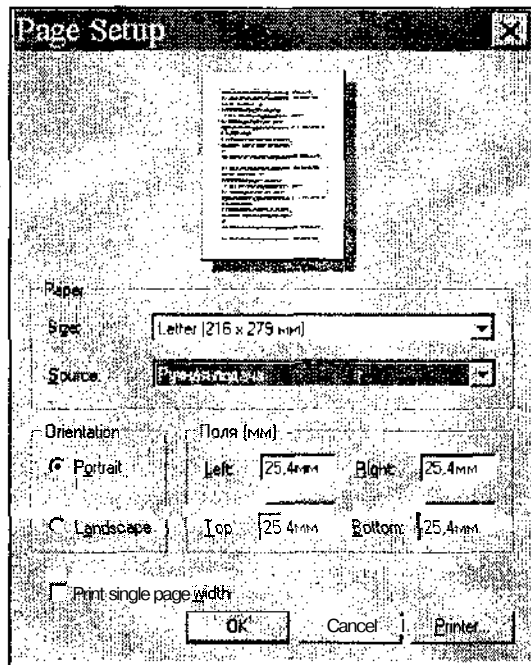 Page Setup
Paper
Size: Letter (216 x 279 мм)
Source: Ручная подача
Orientation
Portrait
Landscape
Поля (мм)
Left: 25,4мм Right: 25,4мм
Top: 25,4мм Bottom: 25,4мм
Print single page width
OK Cancel Printer...